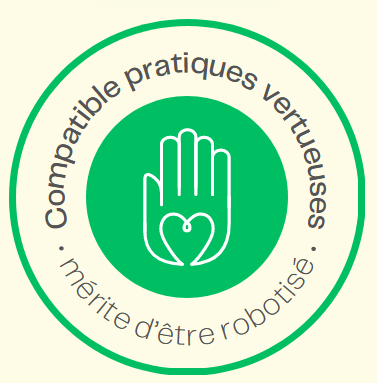 Compatible pratiques vertueuses
• mérite d'être robotisé •